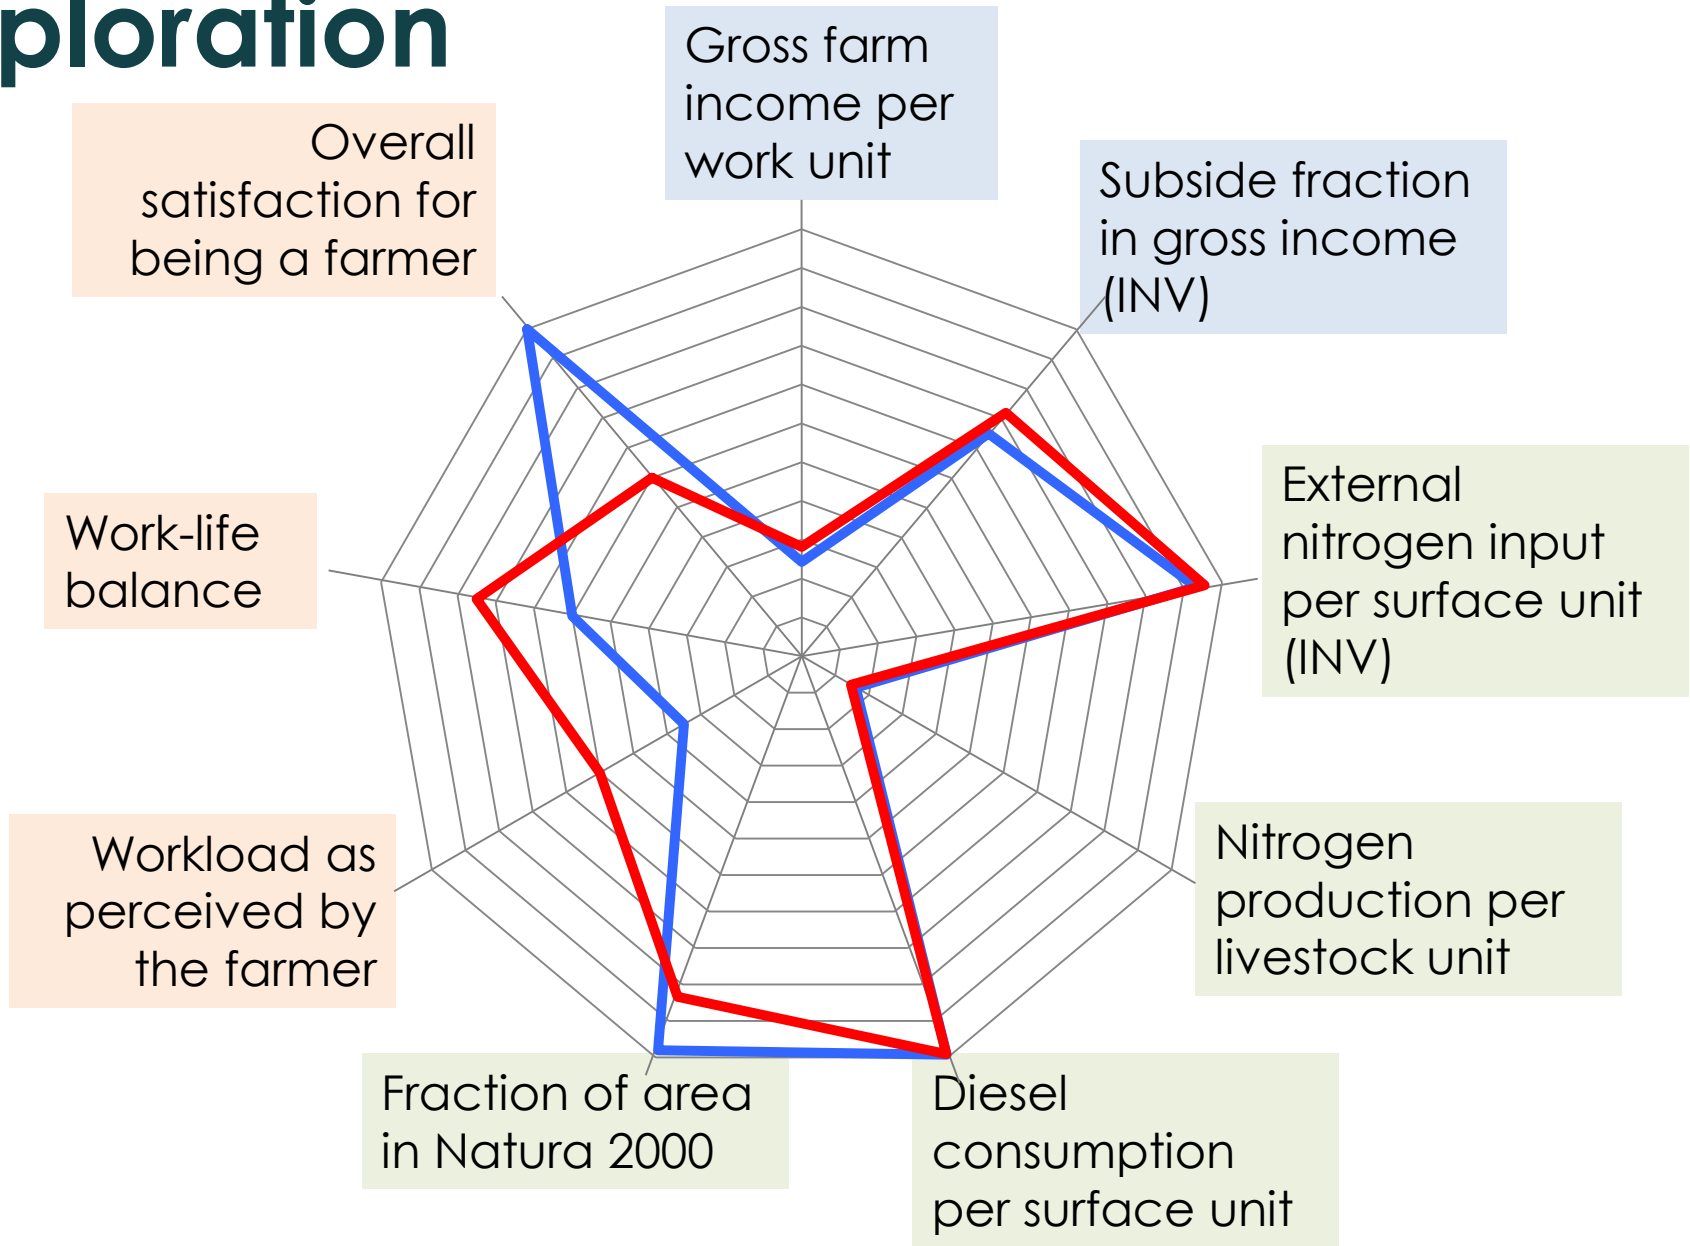 ploration
Gross farm
income per
work unit
Overall
satisfaction for
being a farmer
Subside fraction
in gross income
(INV)
External
nitrogen input
per surface unit
(INV)
Work-life
balance
Workload as
perceived by
the farmer
Nitrogen
production per
livestock unit
Fraction of area
in Natura 2000
Diesel
consumption
per surface unit